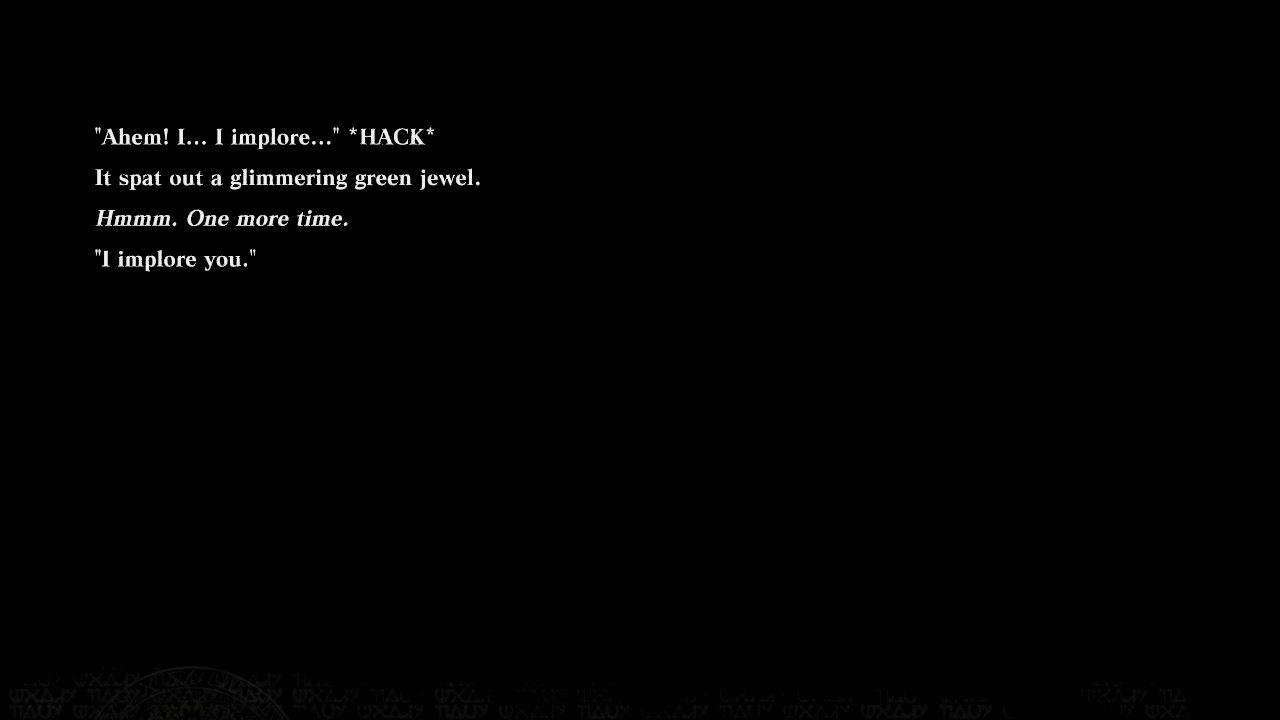 "Ahem! I... I implore..." *HACK*
It spat out a glimmering green jewel.
Hmmm. One more time.
"I implore you."